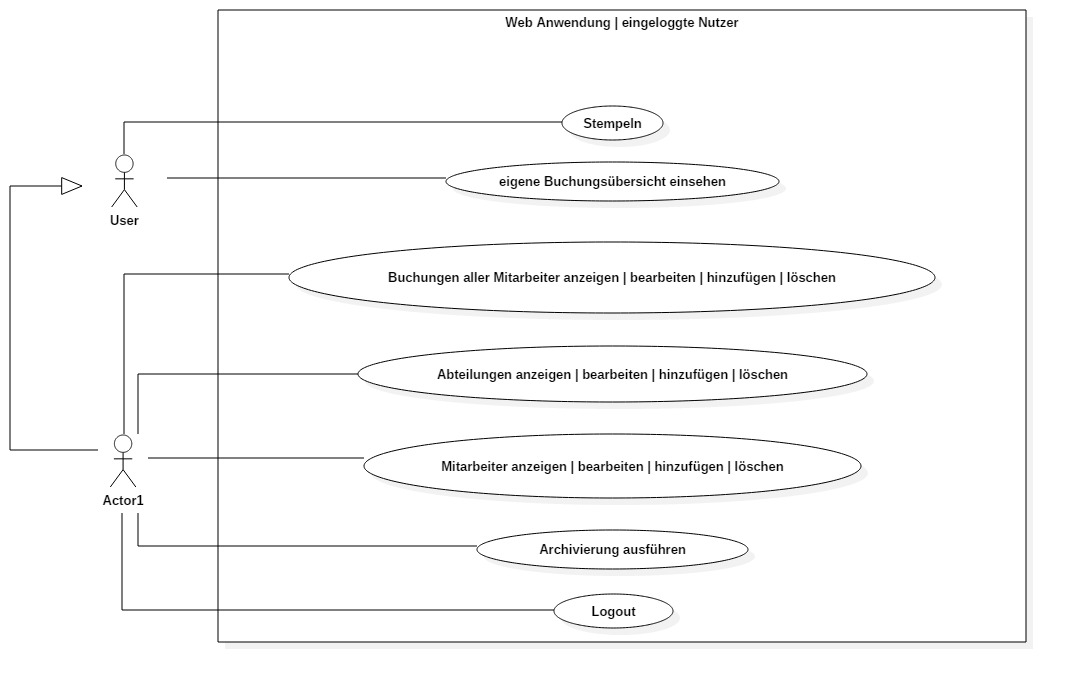 Web Anwendung | eingeloggte Nutzer
Stempeln
eigene Buchungsübersicht einsehen
User
Buchungen aller Mitarbeiter anzeigen | bearbeiten | hinzufügen | löschen
Abteilungen anzeigen | bearbeiten | hinzufügen | löschen
Mitarbeiter anzeigen | bearbeiten | hinzufügen | löschen
Actor1
Archivierung ausführen
Logout